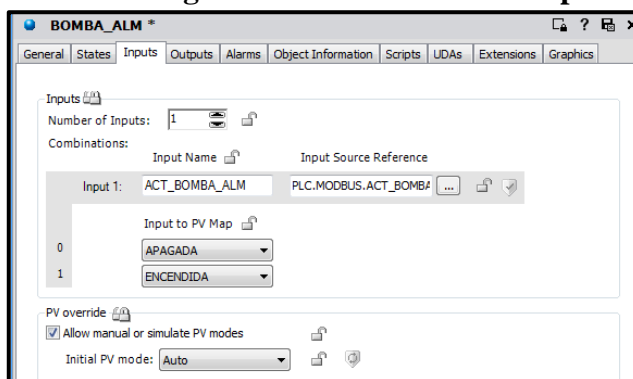 BOMBA_ALM *
General States Inputs Outputs Alarms Object Information Scripts UDAs Extensions Graphics
Inputs
Number of Inputs: 1
Combinations:
Input Name Input Source Reference
Input 1: ACT_BOMBA_ALM PLC.MODBUS.ACT_BOMBA ...
Input to PV Map
0 APAGADA
1 ENCENDIDA
PV override
Allow manual or simulate PV modes
Initial PV mode: Auto